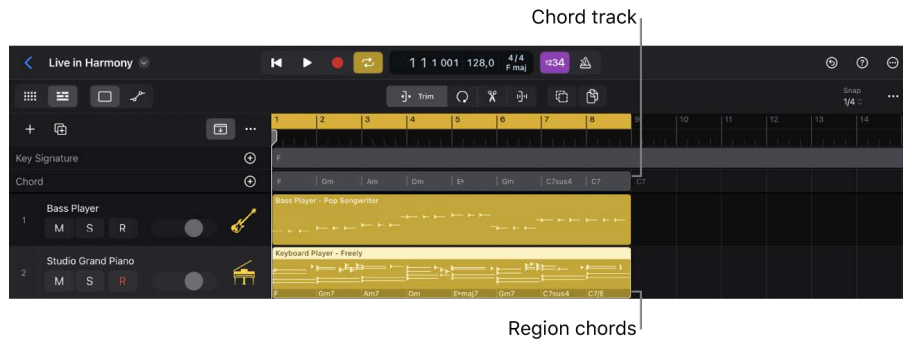 Chord track
Live in Harmony
1 1 1 001 128,0 4/4 F maj 1234
Trim
Snap
1/4
1 2 3 4 5 6 7 8 9 10 11 12 13 14
Key Signature F
Chord F Gm Am Dm E♭ Gm C7sus4 C7 C7
Bass Player - Pop Songwriter
1 Bass Player
M S R
Keyboard Player - Freely
2 Studio Grand Piano
M S R
F Gm7 Am7 Dm E♭maj7 Gm7 C7sus4 C7/E
Region chords